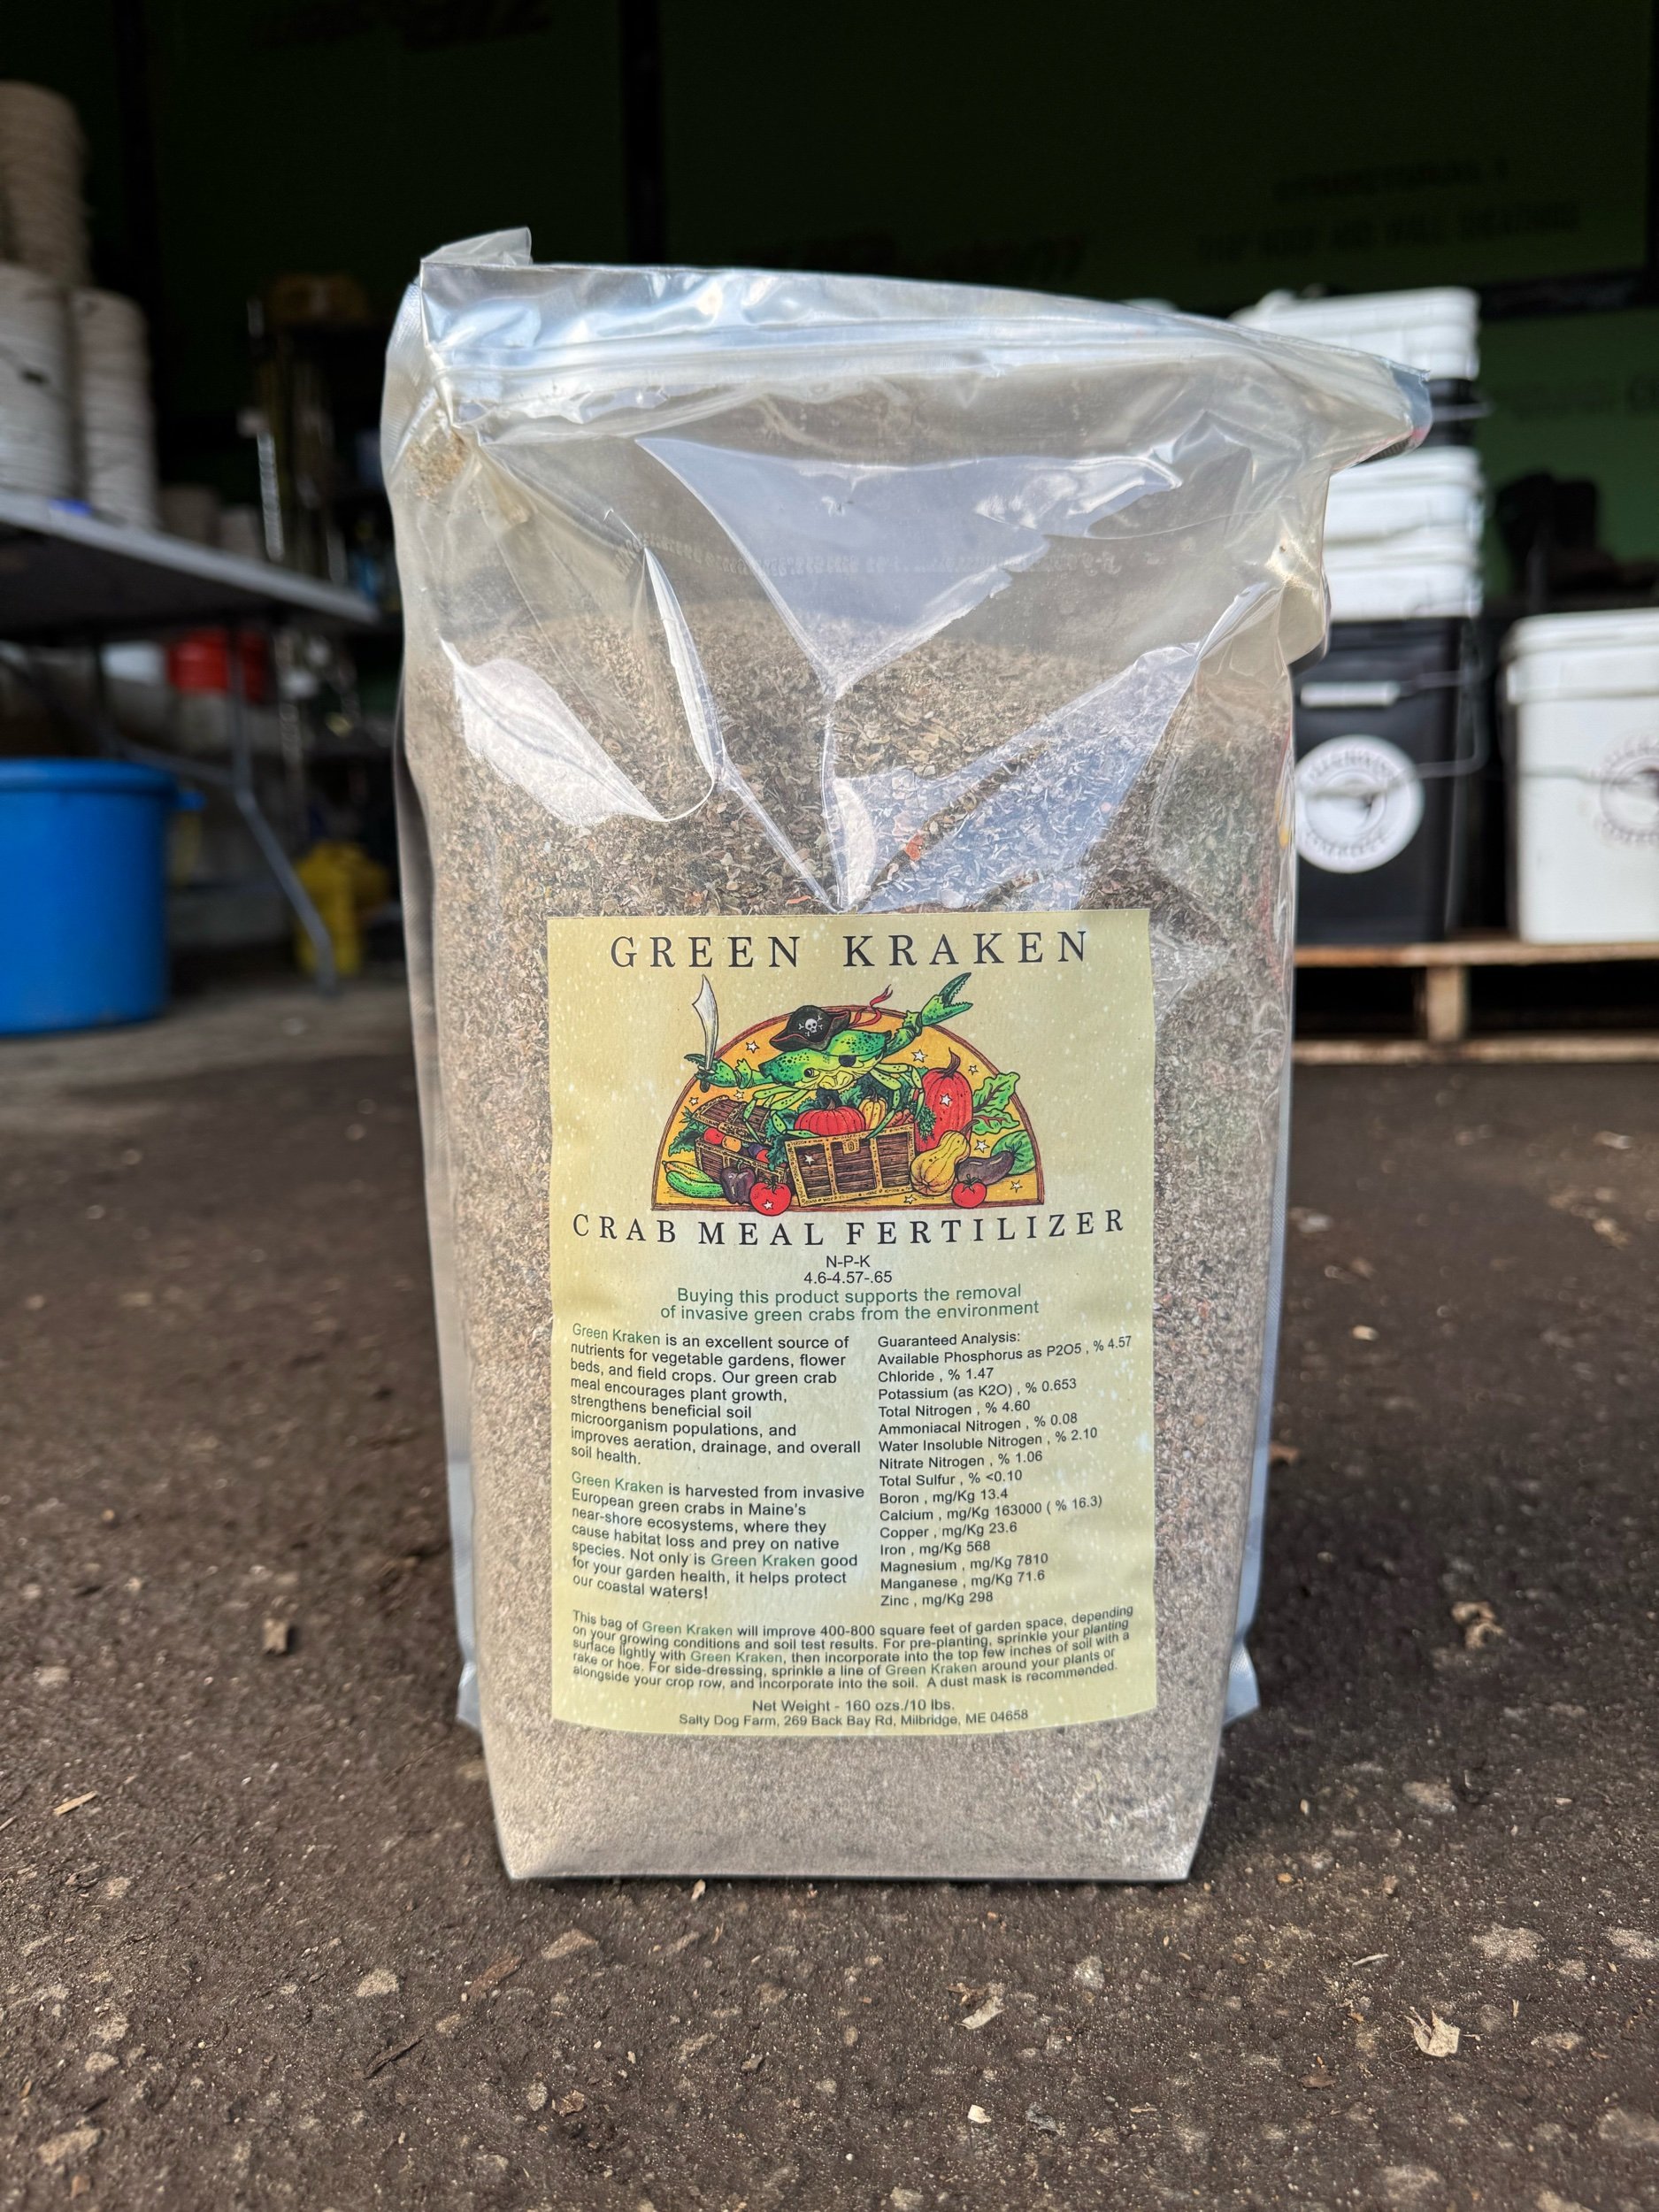 GREEN KRAKEN
CRAB MEAL FERTILIZER
N-P-K
4.6-4.57-.65
Buying this product supports the removal
of invasive green crabs from the environment
Green Kraken is an excellent source of
nutrients for vegetable gardens, flower
beds, and field crops. Our green crab
meal encourages plant growth,
strengthens beneficial soil
microorganism populations, and
improves aeration, drainage, and overall
soil health.
Green Kraken is harvested from invasive
European green crabs in Maine's
near-shore ecosystems, where they
cause habitat loss and prey on native
species. Not only is Green Kraken good
for your garden health, it helps protect
our coastal waters!
Guaranteed Analysis:
Available Phosphorus as P2O5 , % 4.57
Chloride , % 1.47
Potassium (as K2O) , % 0.653
Total Nitrogen , % 4.60
Ammoniacal Nitrogen , % 0.08
Water Insoluble Nitrogen , % 2.10
Nitrate Nitrogen , % 1.06
Total Sulfur , % <0.10
Boron , mg/Kg 13.4
Calcium , mg/Kg 163000 ( % 16.3)
Copper , mg/Kg 23.6
Iron , mg/Kg 568
Magnesium , mg/Kg 7810
Manganese , mg/Kg 71.6
Zinc , mg/Kg 298
This bag of Green Kraken will improve 400-800 square feet of garden space, depending
on your growing conditions and soil test results. For pre-planting, sprinkle your planting
surface lightly with Green Kraken, then incorporate into the top few inches of soil with a
rake or hoe. For side-dressing, sprinkle a line of Green Kraken around your plants or
alongside your crop row, and incorporate into the soil. A dust mask is recommended.
Net Weight - 160 ozs./10 lbs.
Salty Dog Farm, 269 Back Bay Rd, Milbridge, ME 04658